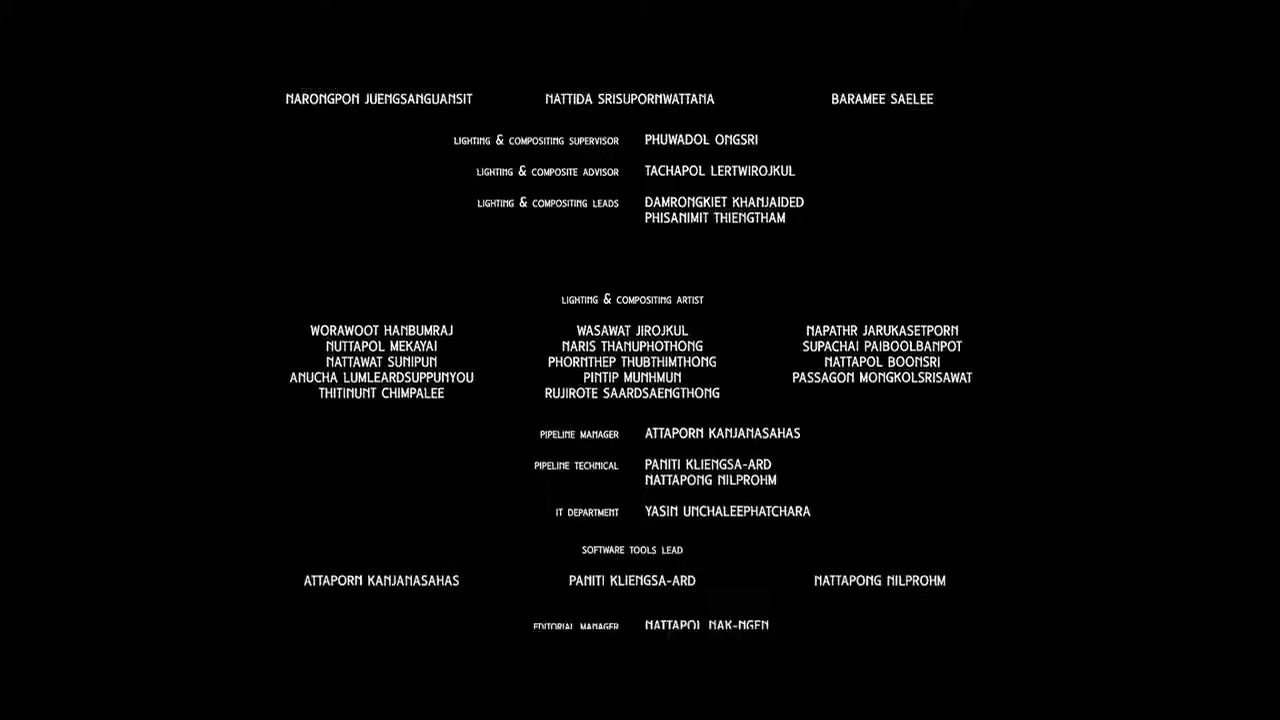 NARONGPON JUENGSANGUANSIT NATTIDA SRISUPORNWATTANA BARAMEE SAELEE
LIGHTING & COMPOSITING SUPERVISOR PHUWADOL ONGSRI
LIGHTING & COMPOSITE ADVISOR TACHAPOL LERTWIROJKUL
LIGHTING & COMPOSITING LEADS DAMRONGKIET KHANJAIDED
PHISANIMIT THIENGTHAM
LIGHTING & COMPOSITING ARTIST
WORAWOOT HANBUMRAJ WASAWAT JIROJKUL NAPATHR JARUKASETPORN
NUTTAPOL MEKAYAI NARIS THANUPHOTHONG SUPACHAI PAIBOOLBANPOT
NATTAWAT SUNIPUN PHORNTHEP THUBTHIMTHONG NATTAPOL BOONSRI
ANUCHA LUMLEARDSUPPUNYOU PINTIP MUNHMUN PASSAGON MONGKOLSRISAWAT
THITINUNT CHIMPALEE RUJIROTE SAARDSAENGTHONG
PIPELINE MANAGER ATTAPORN KANJANASAHAS
PIPELINE TECHNICAL PANITI KLIENGSA-ARD
NATTAPONG NILPROHM
IT DEPARTMENT YASIN UNCHALEEPHATCHARA
SOFTWARE TOOLS LEAD
ATTAPORN KANJANASAHAS PANITI KLIENGSA-ARD NATTAPONG NILPROHM
EDITORIAL MANAGER NATTAPOL NAK-NGEN